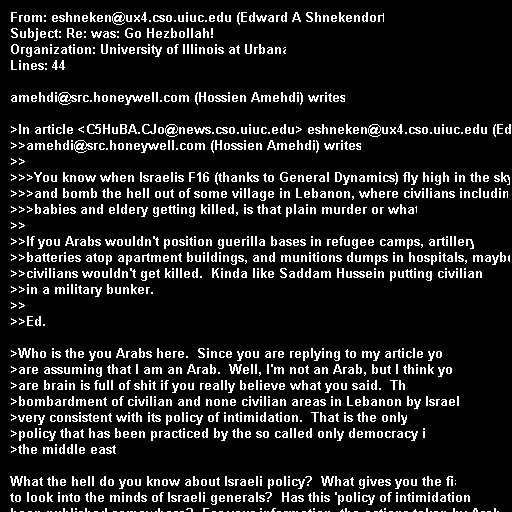 From: eshneken@ux4.cso.uiuc.edu (Edward A Shnekendorf
Subject: Re: was: Go Hezbollah!
Organization: University of Illinois at Urbana
Lines: 44

amehdi@src.honeywell.com (Hossien Amehdi) writes

>In article <C5HuBA.CJo@news.cso.uiuc.edu> eshneken@ux4.cso.uiuc.edu (Ed
>>amehdi@src.honeywell.com (Hossien Amehdi) writes
>>
>>>You know when Israelis F16 (thanks to General Dynamics) fly high in the sky
>>>and bomb the hell out of some village in Lebanon, where civilians includin
>>>babies and eldery getting killed, is that plain murder or what
>>
>>If you Arabs wouldn't position guerilla bases in refugee camps, artillery
>>batteries atop apartment buildings, and munitions dumps in hospitals, maybe
>>civilians wouldn't get killed.  Kinda like Saddam Hussein putting civilian
>>in a military bunker.
>>
>>Ed.

>Who is the you Arabs here.  Since you are replying to my article yo
>are assuming that I am an Arab.  Well, I'm not an Arab, but I think yo
>are brain is full of shit if you really believe what you said.  Th
>bombardment of civilian and none civilian areas in Lebanon by Israel
>very consistent with its policy of intimidation.  That is the only
>policy that has been practiced by the so called only democracy i
>the middle east

What the hell do you know about Israeli policy?  What gives you the fi
to look into the minds of Israeli generals?  Has this 'policy of intimidation